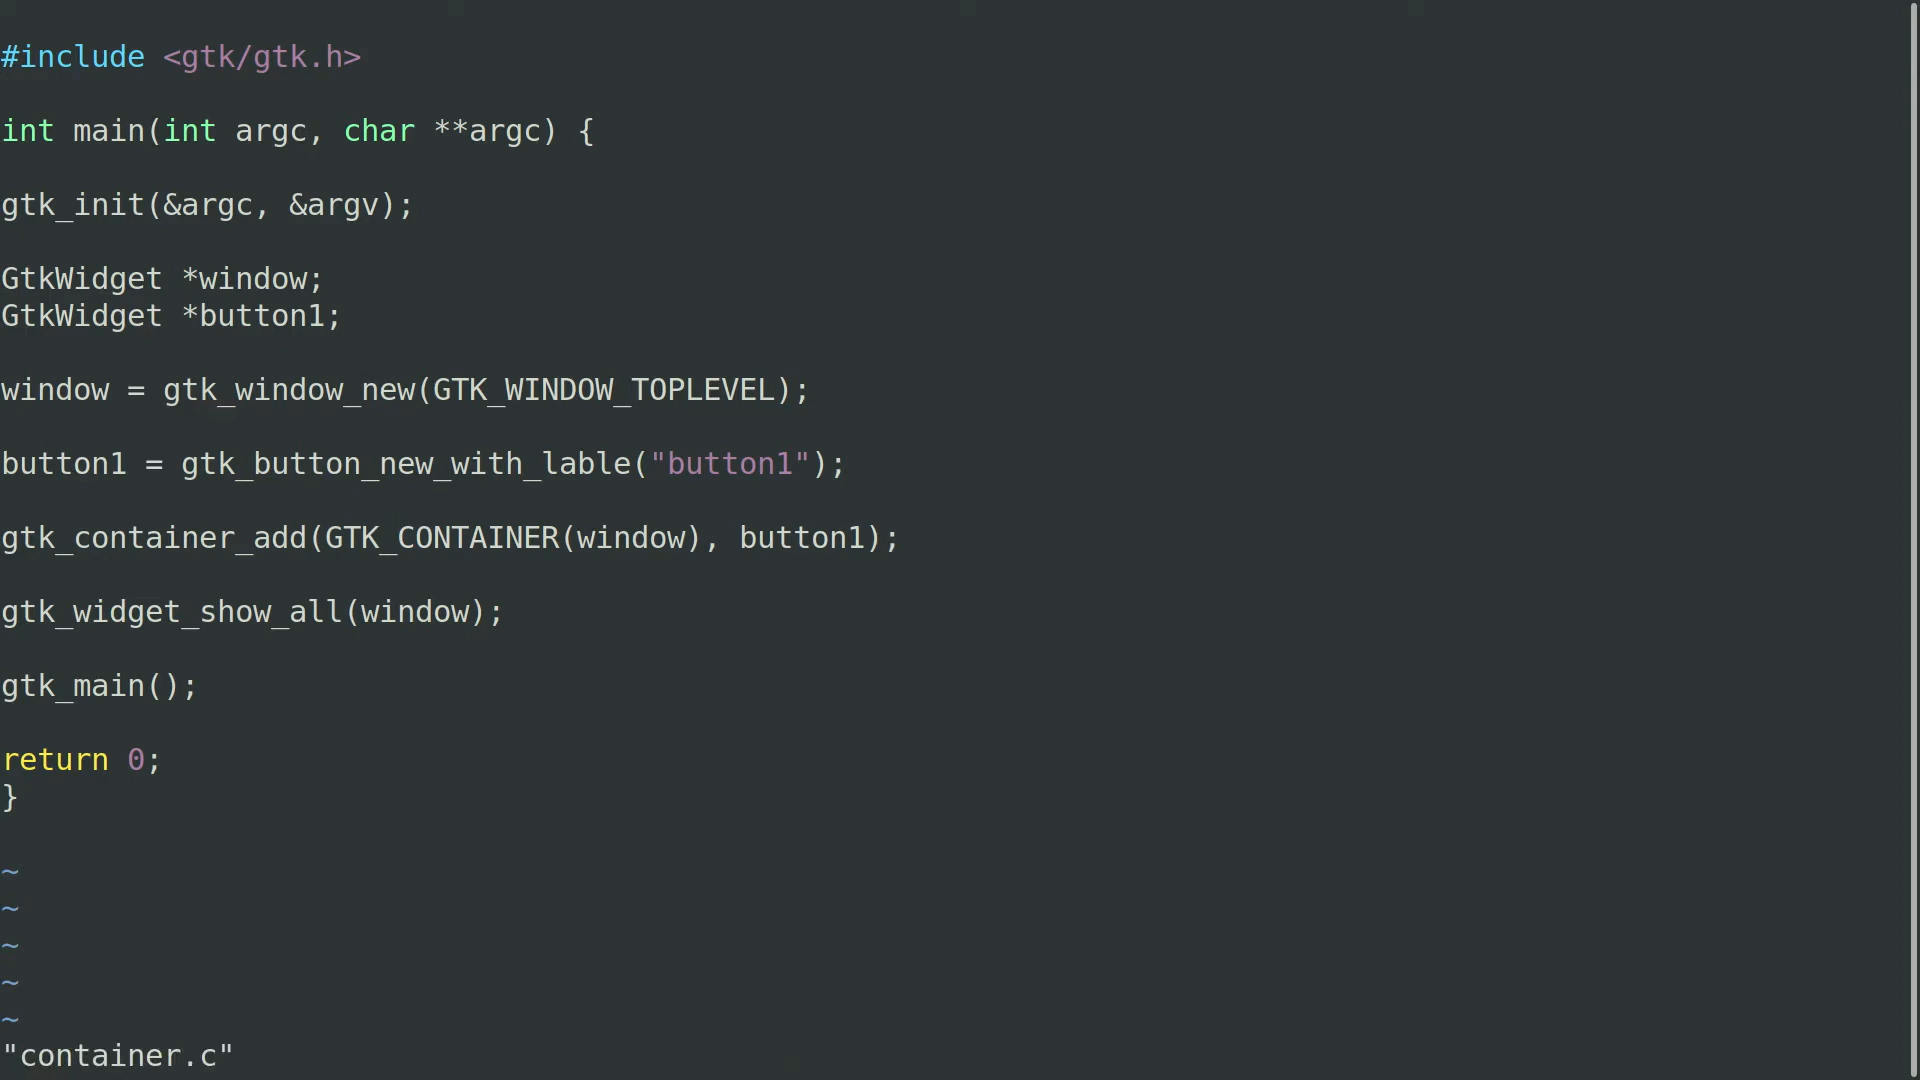 #include <gtk/gtk.h>
int main(int argc, char **argc) {
gtk_init(&argc, &argv);
GtkWidget *window;
GtkWidget *button1;
window = gtk_window_new(GTK_WINDOW_TOPLEVEL);
button1 = gtk_button_new_with_lable("button1");
gtk_container_add(GTK_CONTAINER(window), button1);
gtk_widget_show_all(window);
gtk_main();
return 0;
}
~
~
~
~
~
"container.c"